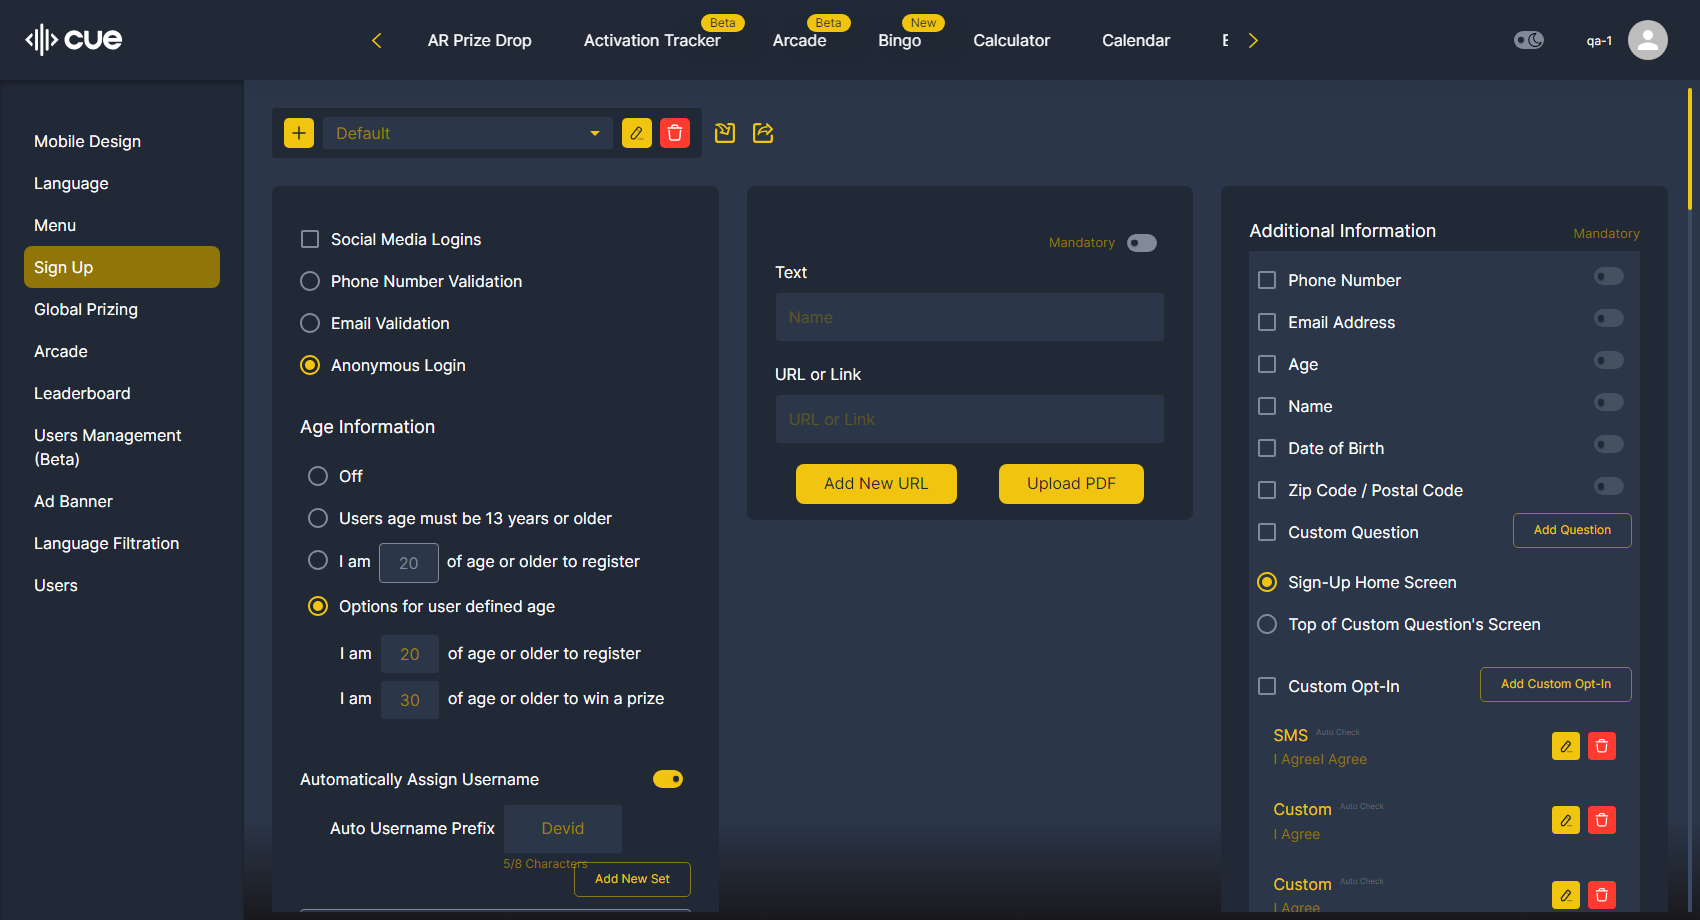 cue
AR Prize Drop
Activation Tracker
Beta
Arcade
Beta
Bingo
New
Calculator
Calendar
qa-1
Mobile Design
Language
Menu
Sign Up
Global Prizing
Arcade
Leaderboard
Users Management
(Beta)
Ad Banner
Language Filtration
Users
Default
Social Media Logins
Phone Number Validation
Email Validation
Anonymous Login
Age Information
Off
Users age must be 13 years or older
I am 20 of age or older to register
Options for user defined age
I am 20 of age or older to register
I am 30 of age or older to win a prize
Automatically Assign Username
Auto Username Prefix Devid
5/8 Characters
Add New Set
Mandatory
Text
Name
URL or Link
URL or Link
Add New URL
Upload PDF
Additional Information
Mandatory
Phone Number
Email Address
Age
Name
Date of Birth
Zip Code / Postal Code
Custom Question
Add Question
Sign-Up Home Screen
Top of Custom Question's Screen
Custom Opt-In
Add Custom Opt-In
SMS Auto Check
I AgreeI Agree
Custom Auto Check
I Agree
Custom Auto Check
I Agree